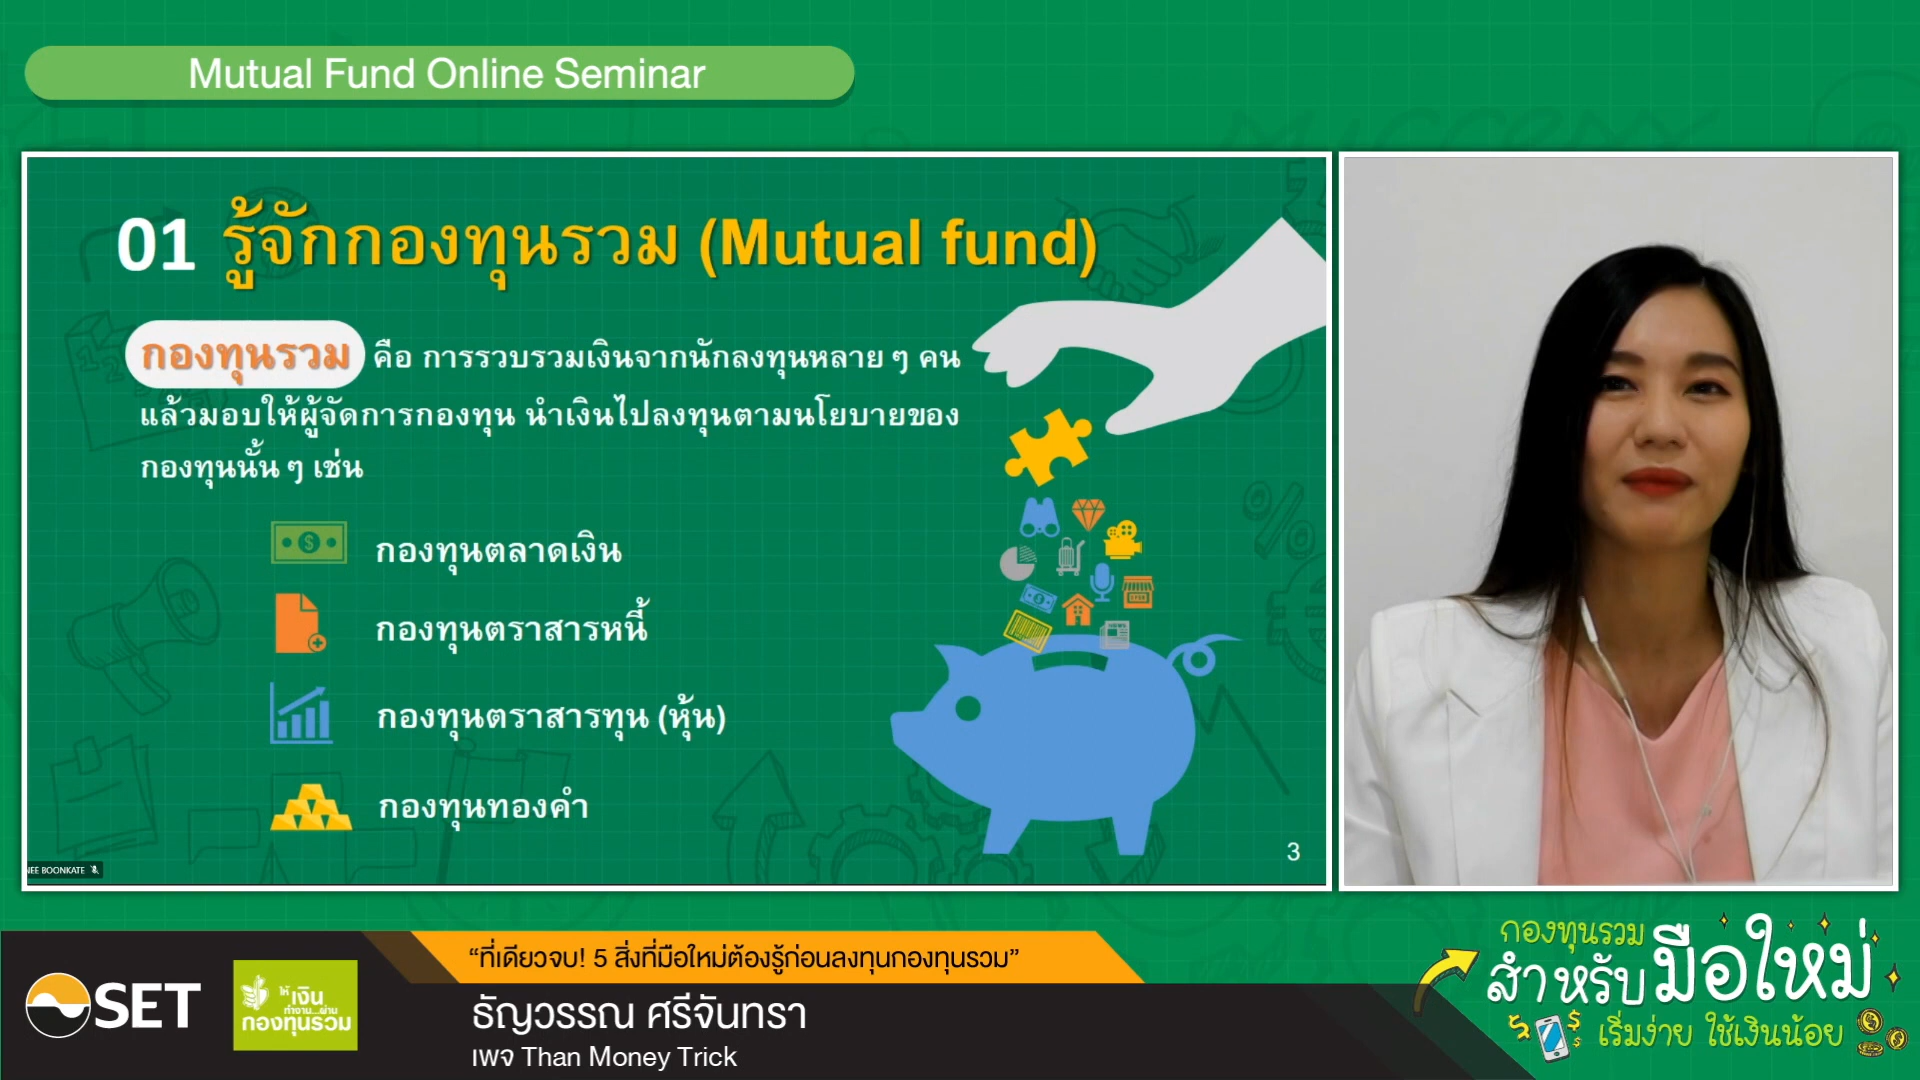 Mutual Fund Online Seminar
01 รู้จักกองทุนรวม (Mutual fund)
กองทุนรวม คือ การรวบรวมเงินจากนักลงทุนหลาย ๆ คน
แล้วมอบให้ผู้จัดการกองทุน นำเงินไปลงทุนตามนโยบายของ
กองทุนนั้น ๆ เช่น
กองทุนตลาดเงิน
กองทุนตราสารหนี้
กองทุนตราสารทุน (หุ้น)
กองทุนทองคำ
3
NEE BOONKATE
SET
ให้เงิน
ทำงาน...ผ่าน
กองทุนรวม
“ที่เดียวจบ! 5 สิ่งที่มือใหม่ต้องรู้ก่อนลงทุนกองทุนรวม”
ธัญวรรณ ศรีจันทรา
เพจ Than Money Trick
กองทุนรวม
สำหรับมือใหม่
เริ่มง่าย ใช้เงินน้อย